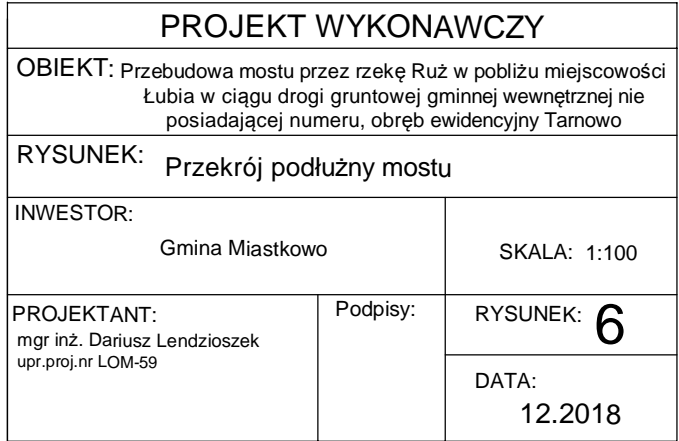 PROJEKT WYKONAWCZY
OBIEKT: Przebudowa mostu przez rzekę Ruż w pobliżu miejscowości
Łubia w ciągu drogi gruntowej gminnej wewnętrznej nie
posiadającej numeru, obręb ewidencyjny Tarnowo
RYSUNEK: Przekrój podłużny mostu
INWESTOR:
Gmina Miastkowo
SKALA: 1:100
PROJEKTANT:
mgr inż. Dariusz Lendzioszek
upr.proj.nr LOM-59
Podpisy:
RYSUNEK: 6
DATA:
12.2018